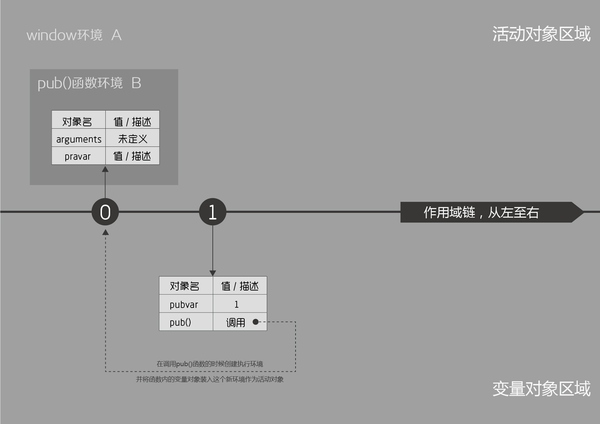 window环境 A
活动对象区域
pub()函数环境 B
对象名 值 / 描述
arguments 未定义
pravar 值 / 描述
0
1
作用域链，从左至右
对象名 值 / 描述
pubvar 1
pub() 调用
在调用pub()函数的时候创建执行环境
并将函数内的变量对象装入这个新环境作为活动对象
变量对象区域